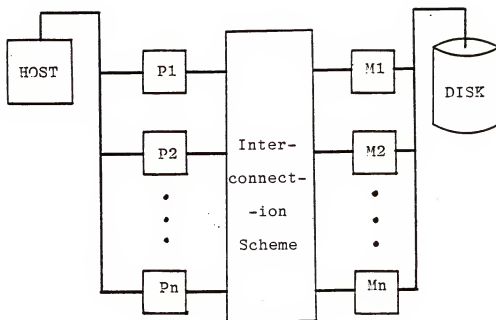 HOST
P1
M1
DISK
P2
Inter-
connect-
-ion
Scheme
M2
Pn
Mn